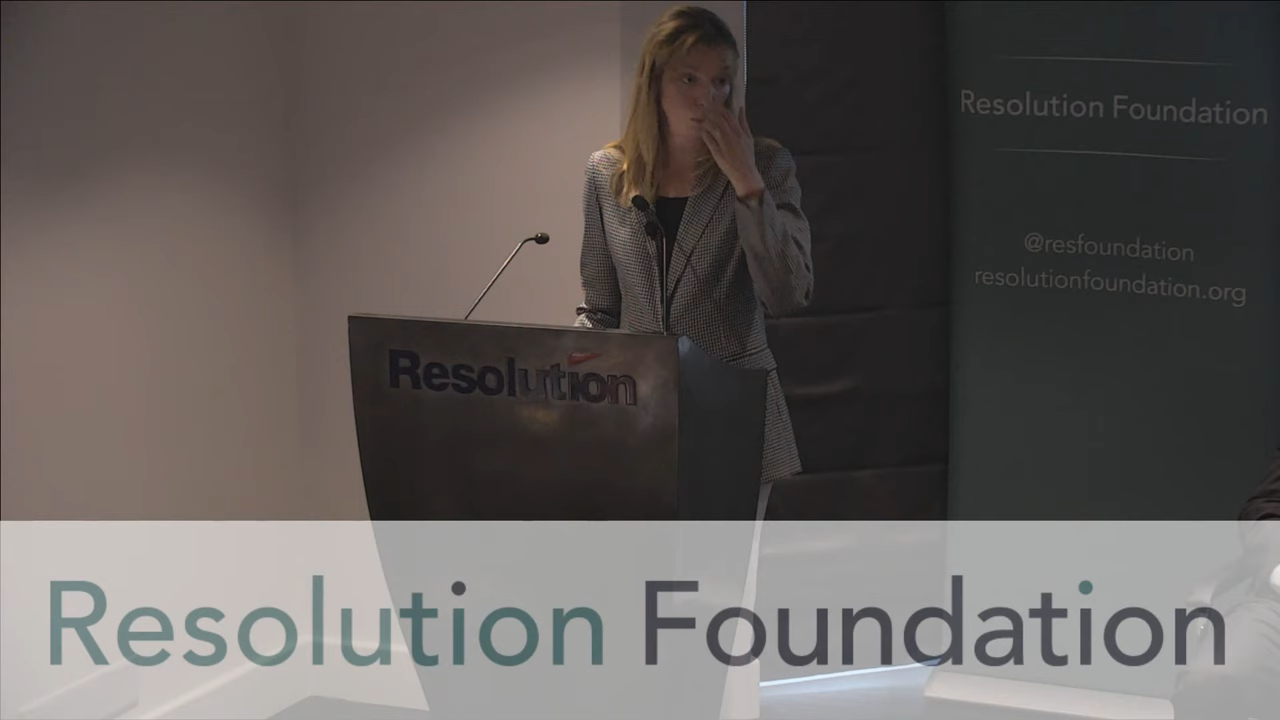 Resolution Foundation
@resfoundation
resolutionfoundation.org
Resolution
Resolution Foundation